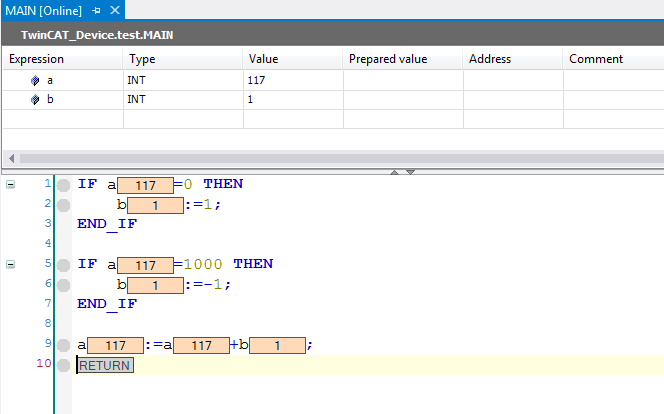 MAIN [Online]
TwinCAT_Device.test.MAIN
Expression Type Value Prepared value Address Comment
a INT 117
b INT 1
1 IF a 117 =0 THEN
2 b 1 :=1;
3 END_IF
4
5 IF a 117 =1000 THEN
6 b 1 :=-1;
7 END_IF
8
9 a 117 :=a 117 +b 1 ;
10 RETURN